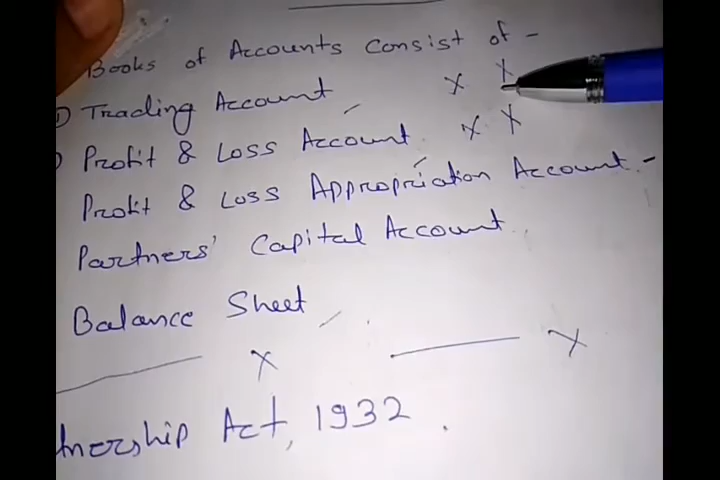 Books of Accounts Consist of -
① Trading Account X X
Profit & Loss Account X X
Profit & Loss Appropriation Account -
Partners' Capital Account
Balance Sheet
X X
tnership Act, 1932.